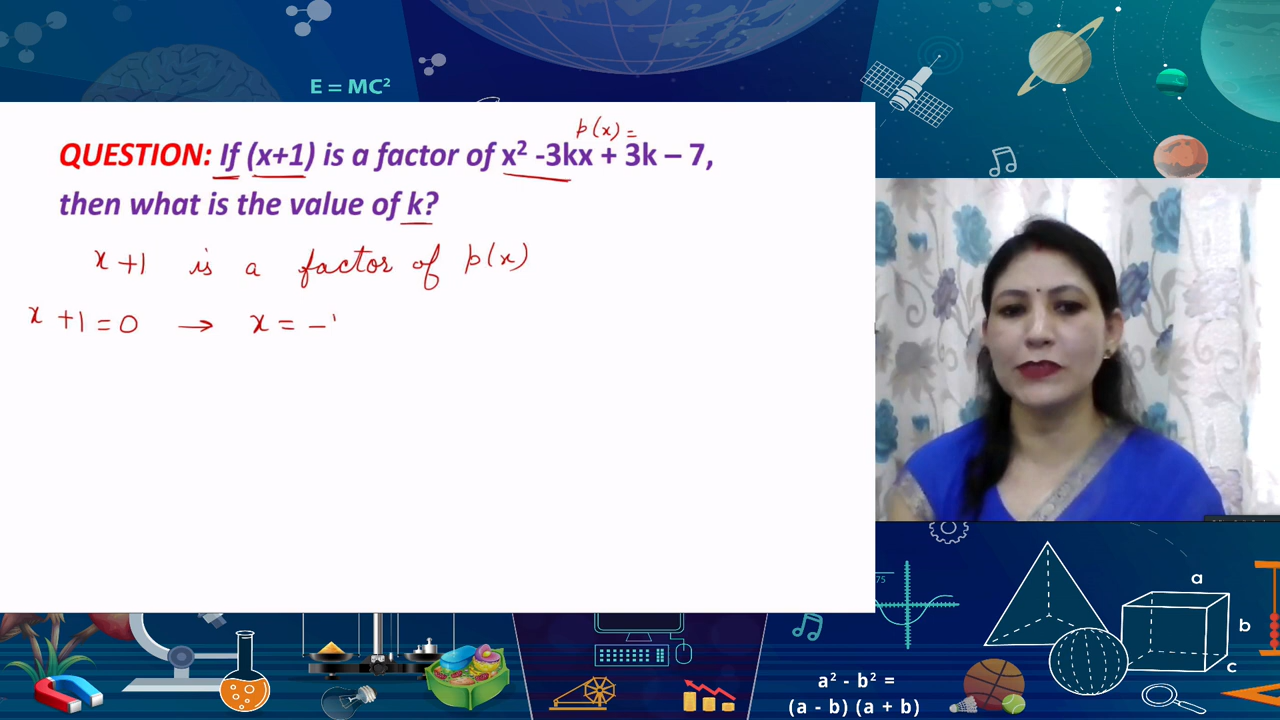 E = MC²
p(x) =
QUESTION: If (x+1) is a factor of x² -3kx + 3k – 7,
then what is the value of k?
x +1 is a factor of p(x)
x +1 = 0 → x = –1
75
a
b
c
a² - b² =
(a - b) (a + b)